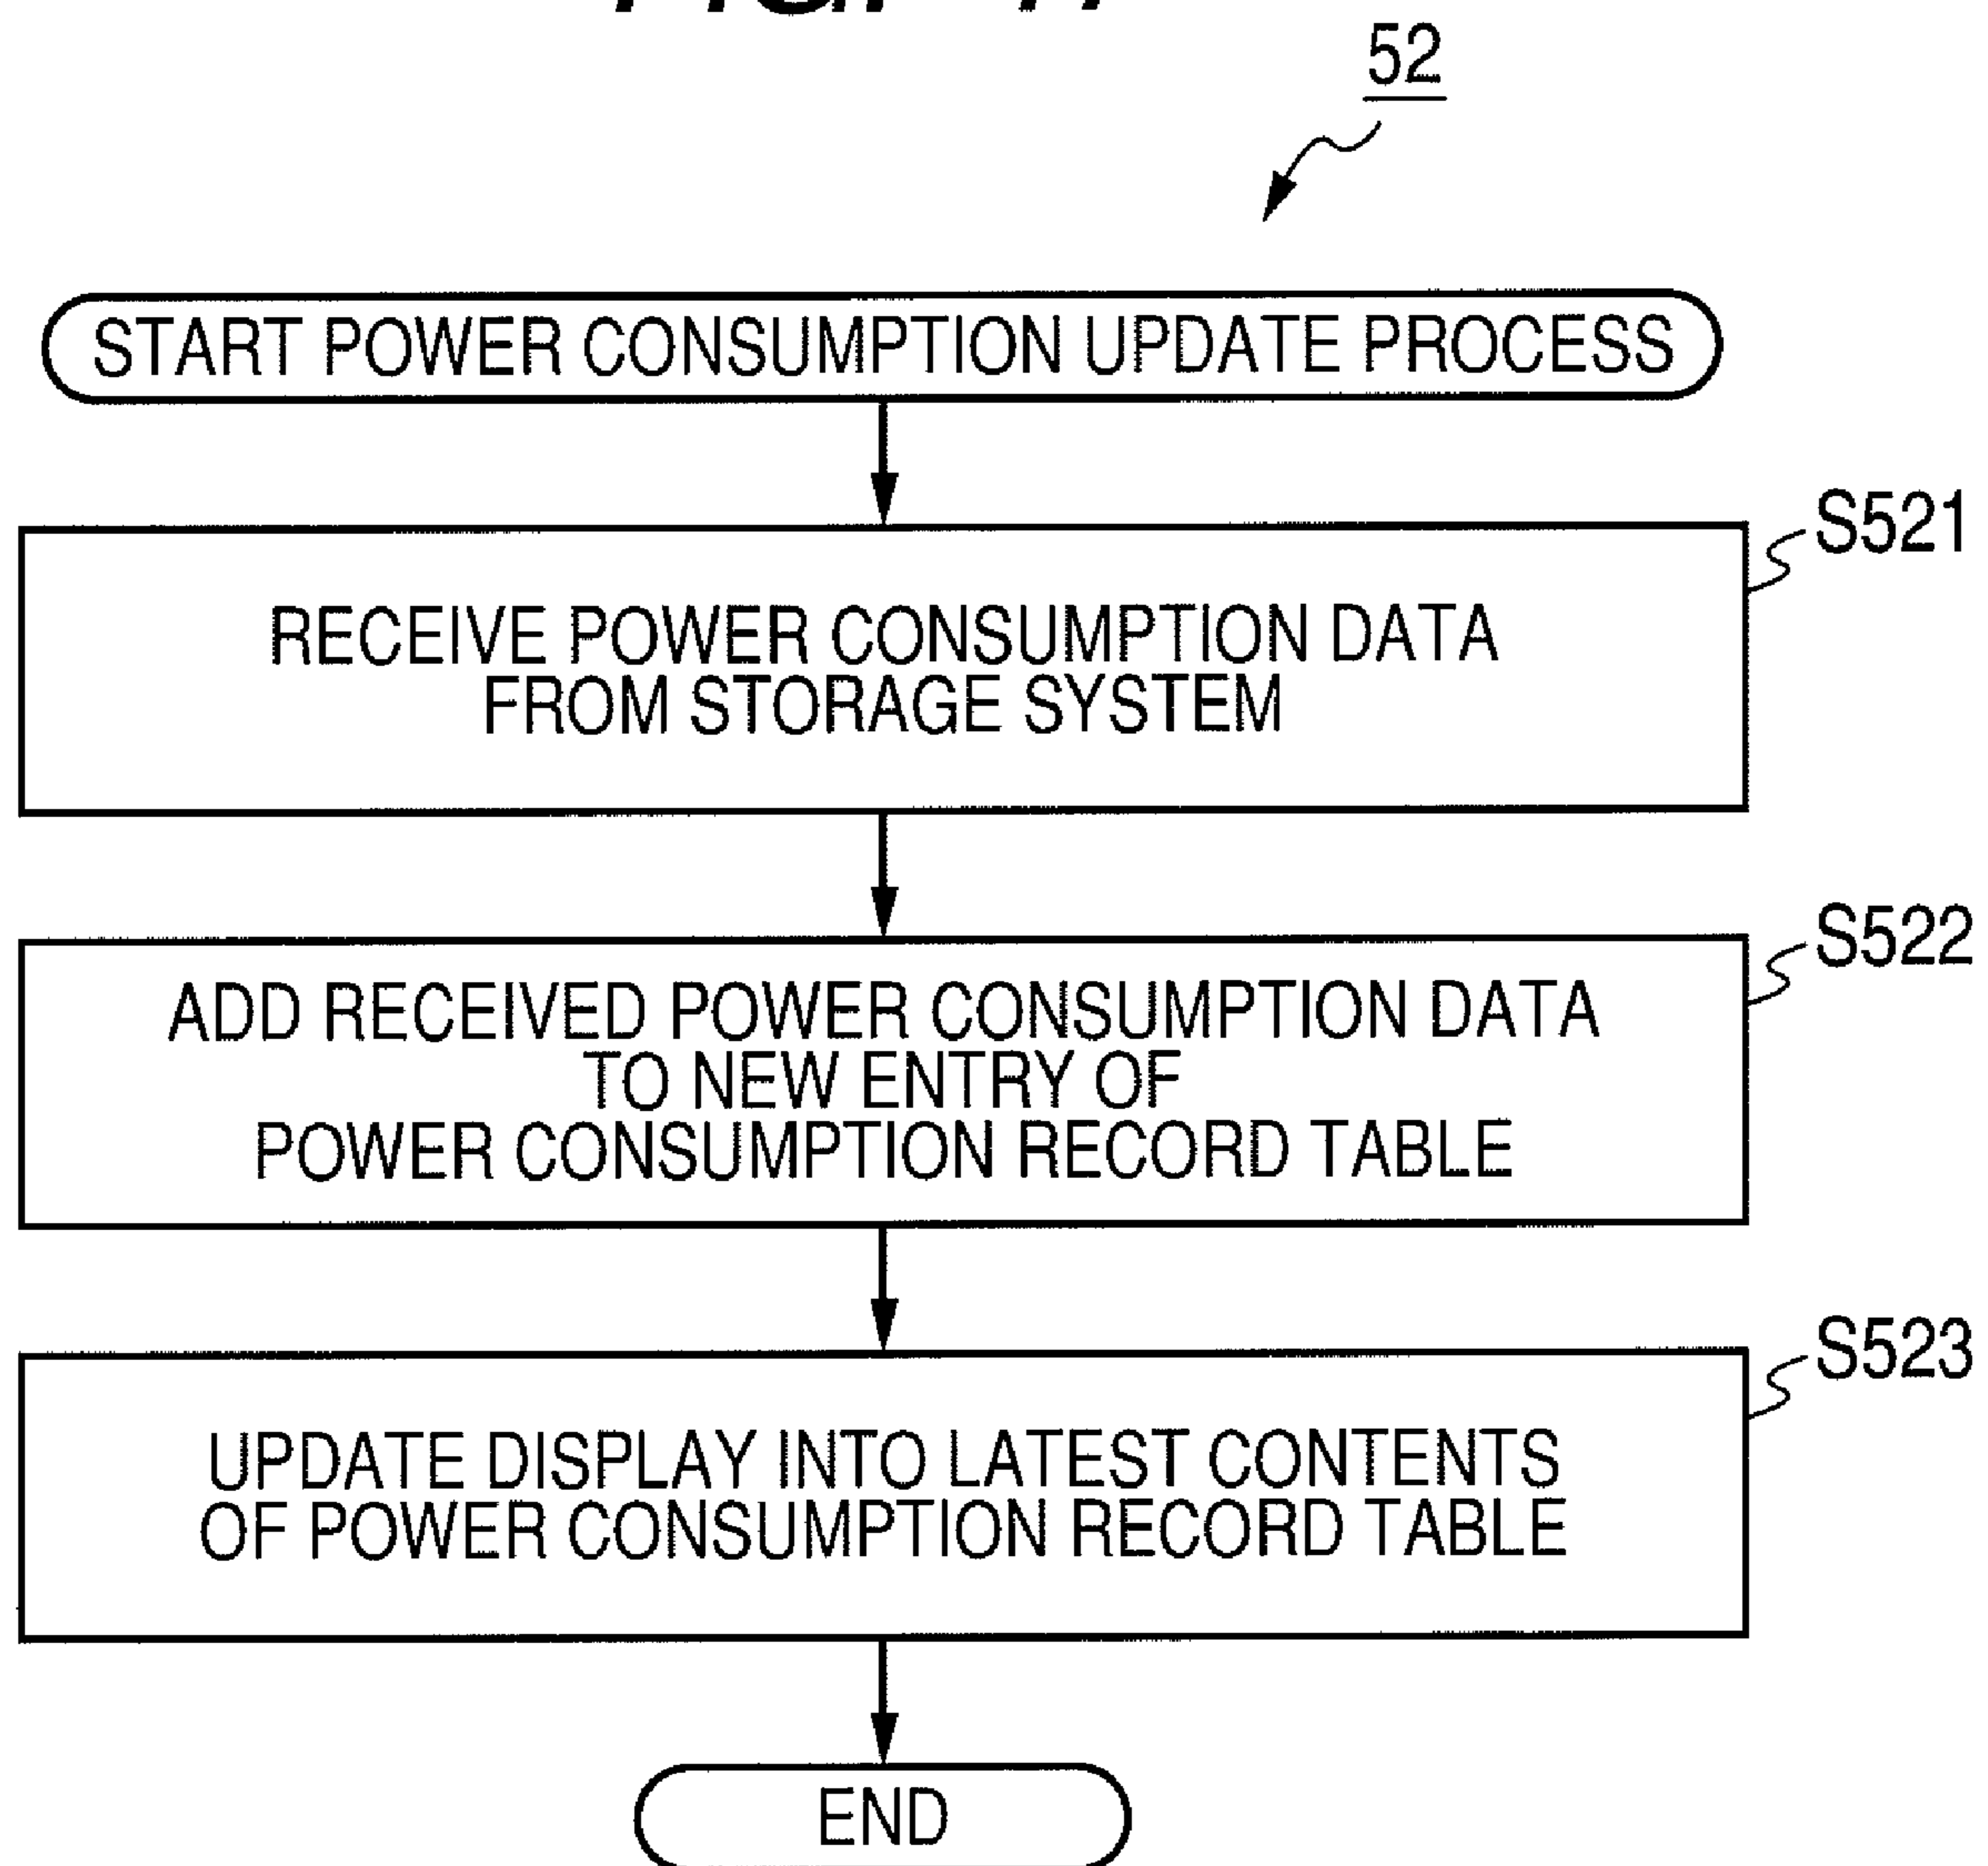 52
START POWER CONSUMPTION UPDATE PROCESS
S521
RECEIVE POWER CONSUMPTION DATA
FROM STORAGE SYSTEM
S522
ADD RECEIVED POWER CONSUMPTION DATA
TO NEW ENTRY OF
POWER CONSUMPTION RECORD TABLE
S523
UPDATE DISPLAY INTO LATEST CONTENTS
OF POWER CONSUMPTION RECORD TABLE
END